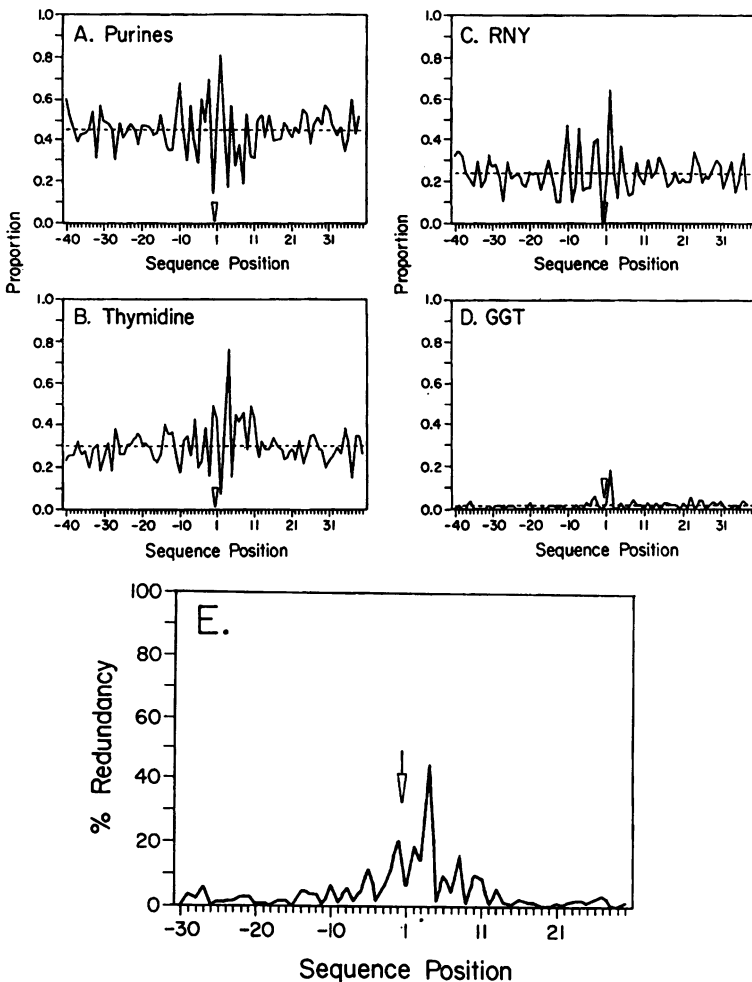 A. Purines
1.0
0.8
0.6
0.4
0.2
0.0
-40 -30 -20 -10 1 11 21 31
Sequence Position
C. RNY
1.0
0.8
0.6
0.4
0.2
0.0
-40 -30 -20 -10 1 11 21 31
Sequence Position
Proportion
Proportion
B. Thymidine
1.0
0.8
0.6
0.4
0.2
0.0
-40 -30 -20 -10 1 11 21 31
Sequence Position
D. GGT
1.0
0.8
0.6
0.4
0.2
0.0
-40 -30 -20 -10 1 11 21 31
Sequence Position
E.
100
80
60
40
20
0
% Redundancy
-30 -20 -10 1 11 21
Sequence Position